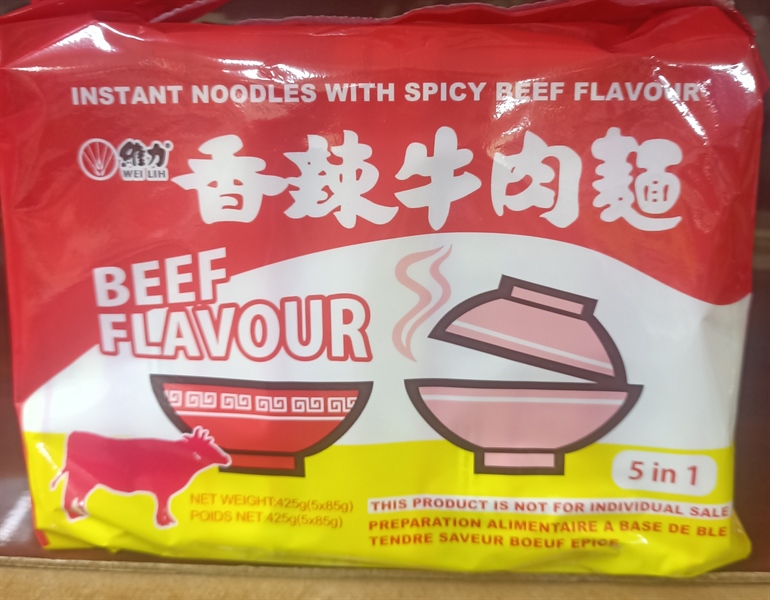 INSTANT NOODLES WITH SPICY BEEF FLAVOUR
維力®
WEI LIH
香辣牛肉麵
BEEF
FLAVOUR
5 in 1
NET WEIGHT:425g(5x85g)
POIDS NET:425g(5x85g)
THIS PRODUCT IS NOT FOR INDIVIDUAL SALE
PREPARATION ALIMENTAIRE A BASE DE BLE
TENDRE SAVEUR BOEUF EPICE